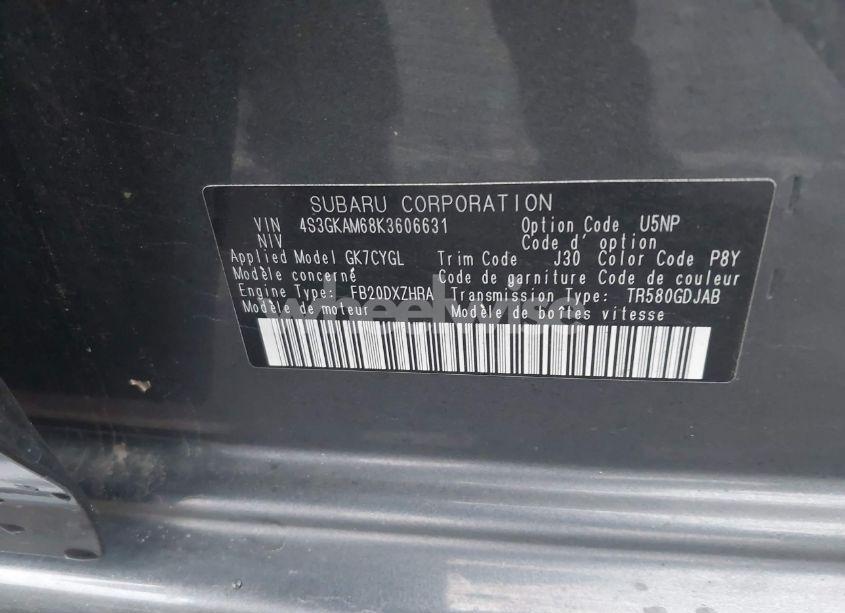 SUBARU CORPORATION
VIN 4S3GKAM68K3606631 Option Code U5NP
NIV Code d' option
Applied Model GK7CYGL Trim Code J30 Color Code P8Y
Modèle concerné Code de garniture Code de couleur
Engine Type: FB20DXZHRA Transmission Type: TR580GDJAB
Modèle de moteur Modèle de boîtes vitesse